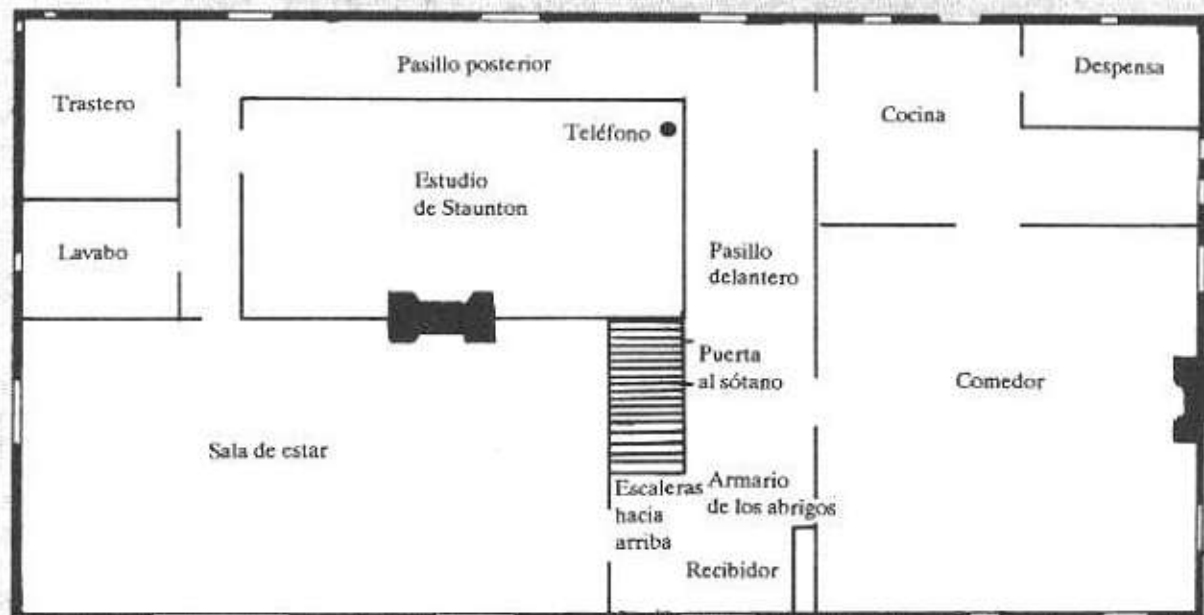 Pasillo posterior
Despensa
Trastero
Cocina
Teléfono
Estudio
de Staunton
Lavabo
Pasillo
delantero
Puerta
al sótano
Comedor
Sala de estar
Escaleras
hacia
arriba
Armario
de los abrigos
Recibidor